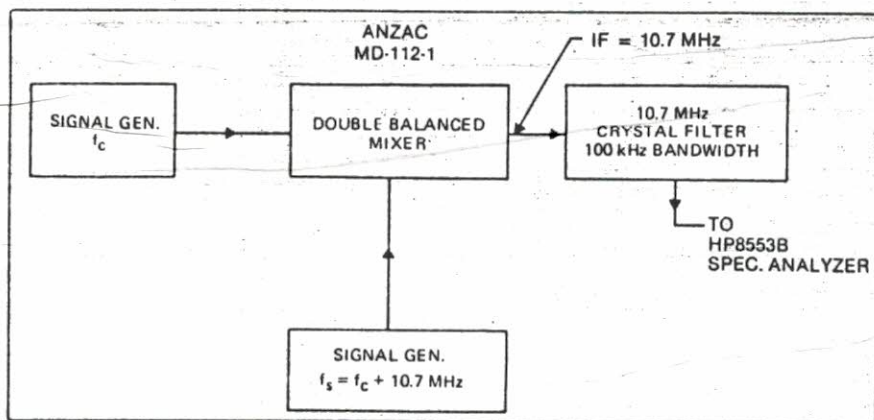 ANZAC
MD-112-1
IF = 10.7 MHz
SIGNAL GEN.
fc
DOUBLE BALANCED
MIXER
10.7 MHz
CRYSTAL FILTER
100 kHz BANDWIDTH
TO
HP8553B
SPEC. ANALYZER
SIGNAL GEN.
fs = fc + 10.7 MHz